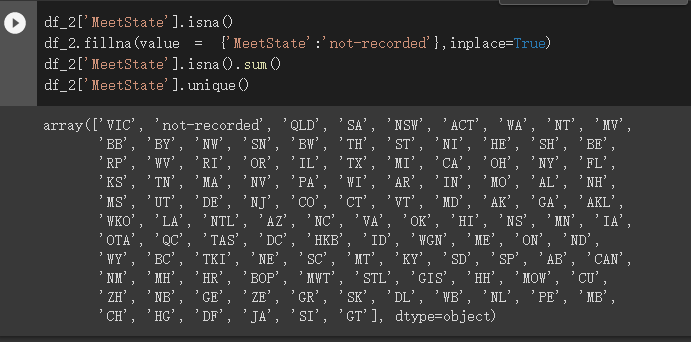 df_2['MeetState'].isna()
df_2.fillna(value = {'MeetState':'not-recorded'},inplace=True)
df_2['MeetState'].isna().sum()
df_2['MeetState'].unique()
array(['VIC', 'not-recorded', 'QLD', 'SA', 'NSW', 'ACT', 'WA', 'NT', 'MV',
'BB', 'BY', 'NW', 'SN', 'BW', 'TH', 'ST', 'NI', 'HE', 'SH', 'BE',
'RP', 'WV', 'RI', 'OR', 'IL', 'TX', 'MI', 'CA', 'OH', 'NY', 'FL',
'KS', 'TN', 'MA', 'NV', 'PA', 'WI', 'AR', 'IN', 'MO', 'AL', 'NH',
'MS', 'UT', 'DE', 'NJ', 'CO', 'CT', 'VT', 'MD', 'AK', 'GA', 'AKL',
'WKO', 'LA', 'NTL', 'AZ', 'NC', 'VA', 'OK', 'HI', 'NS', 'MN', 'IA',
'OTA', 'QC', 'TAS', 'DC', 'HKB', 'ID', 'WGN', 'ME', 'ON', 'ND',
'WY', 'BC', 'TKI', 'NE', 'SC', 'MT', 'KY', 'SD', 'SP', 'AB', 'CAN',
'NM', 'MH', 'HR', 'BOP', 'MWT', 'STL', 'GIS', 'HH', 'MOW', 'CU',
'ZH', 'NB', 'GE', 'ZE', 'GR', 'SK', 'DL', 'WB', 'NL', 'PE', 'MB',
'CH', 'HG', 'DF', 'JA', 'SI', 'GT'], dtype=object)